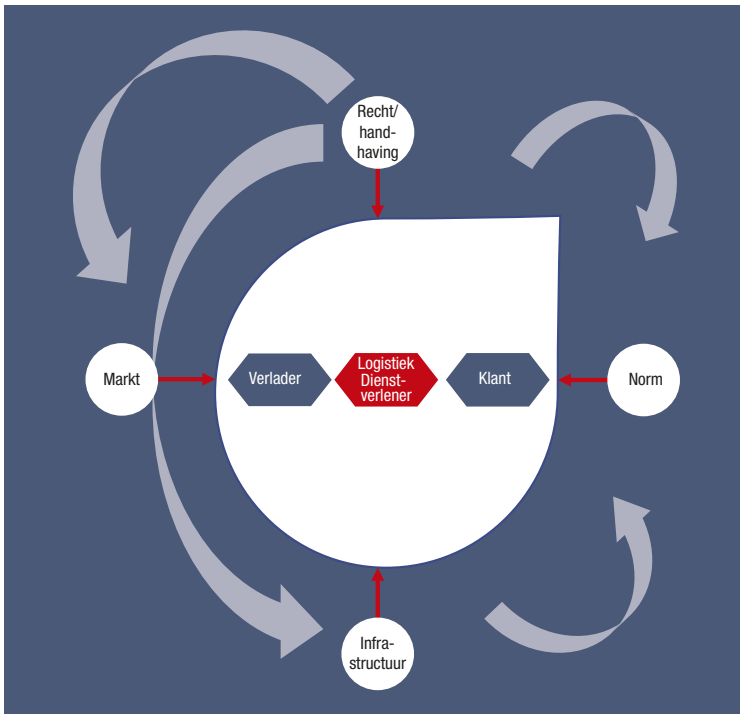 Recht/
hand-
having
Markt
Verlader
Logistiek
Dienst-
verlener
Klant
Norm
Infra-
structuur